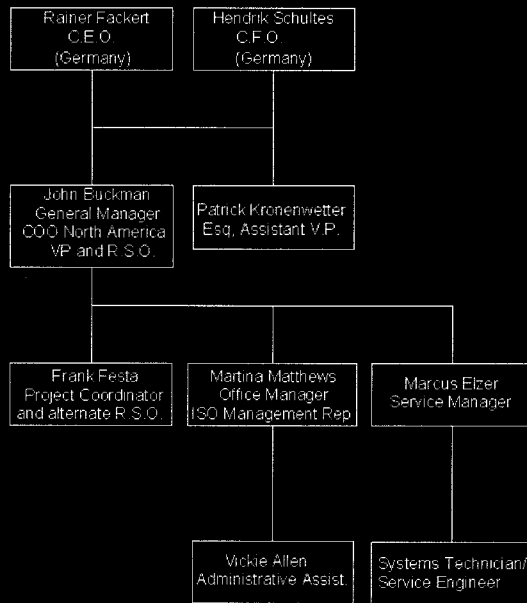 Rainer Fackert
C.E.O.
(Germany)
Hendrik Schultes
C.F.O.
(Germany)
John Buckman
General Manager
COO North America
VP and R.S.O.
Patrick Kronenwetter
Esq, Assistant V.P.
Frank Festa
Project Coordinator
and alternate R.S.O.
Martina Matthews
Office Manager
ISO Management Rep
Marcus Elzer
Service Manager
Vickie Allen
Administrative Assist.
Systems Technician/
Service Engineer